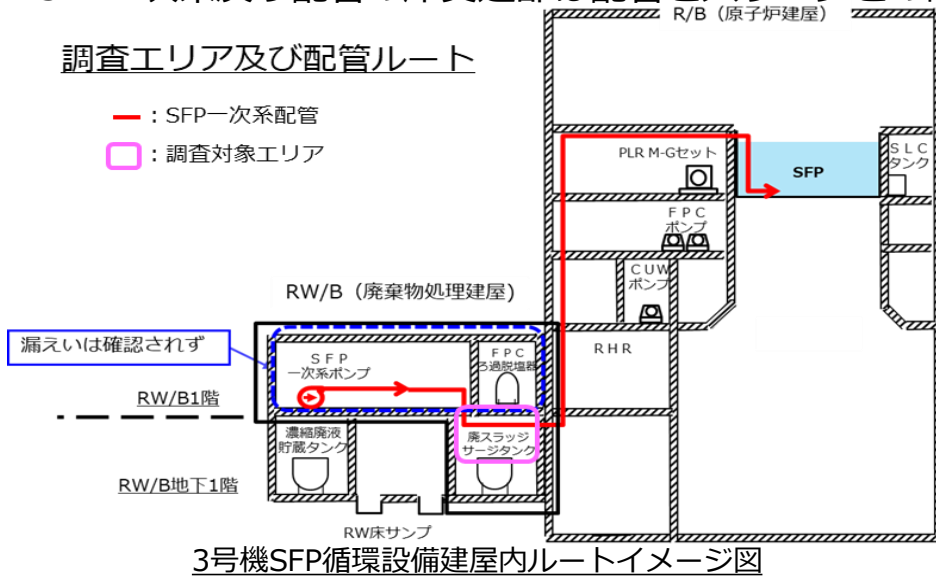 R/B（原子炉建屋）
調査エリア及び配管ルート
：SFP一次系配管
：調査対象エリア
PLR M-Gセット
SFP
ＳＬＣ
タンク
ＦＰＣ
ポンプ
ＣＵＷ
ポンプ
RW/B（廃棄物処理建屋)
漏えいは確認されず
ＳＦＰ
一次系ポンプ
ＦＰＣ
ろ過脱塩器
ＲＨＲ
RW/B1階
濃縮廃液
貯蔵タンク
廃スラッジ
サージタンク
RW/B地下1階
RW床サンプ
3号機SFP循環設備建屋内ルートイメージ図